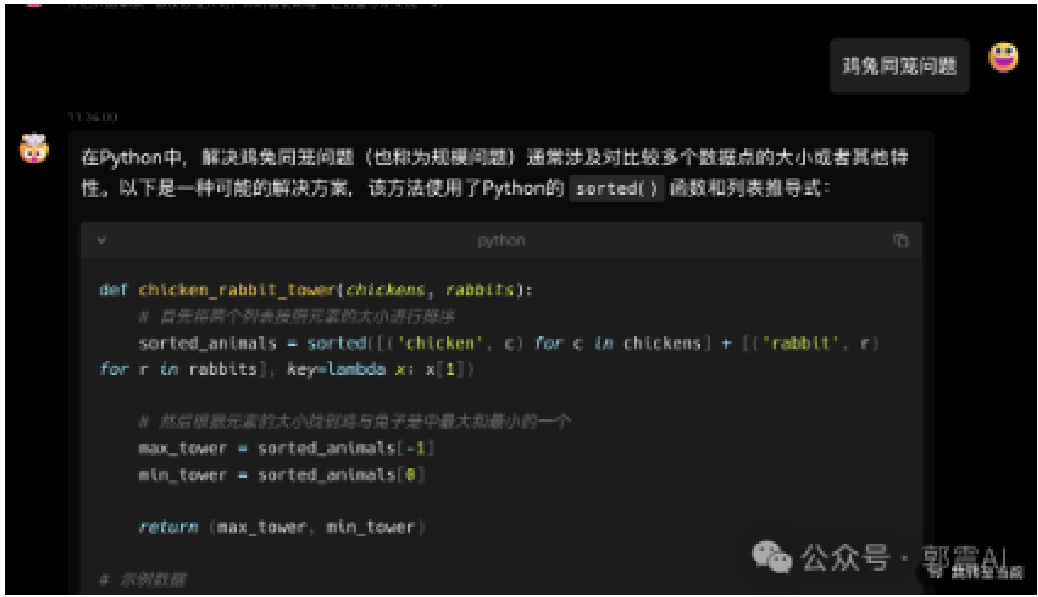 鸡兔同笼问题
11:34:00
在Python中，解决鸡兔同笼问题（也称为规模问题）通常涉及对比较多个数据点的大小或者其他特
性。以下是一种可能的解决方案，该方法使用了Python的 sorted() 函数和列表推导式：
python
def chicken_rabbit_tower(chickens, rabbits):
# 首先将两个列表按照元素的大小进行排序
sorted_animals = sorted([('chicken', c) for c in chickens] + [('rabbit', r)
for r in rabbits], key=lambda x: x[1])
# 然后根据元素的大小找到鸡与兔子笼中最大和最小的一个
max_tower = sorted_animals[-1]
min_tower = sorted_animals[0]
return (max_tower, min_tower)
# 示例数据
公众号 · 郭震AI
跳转至当前